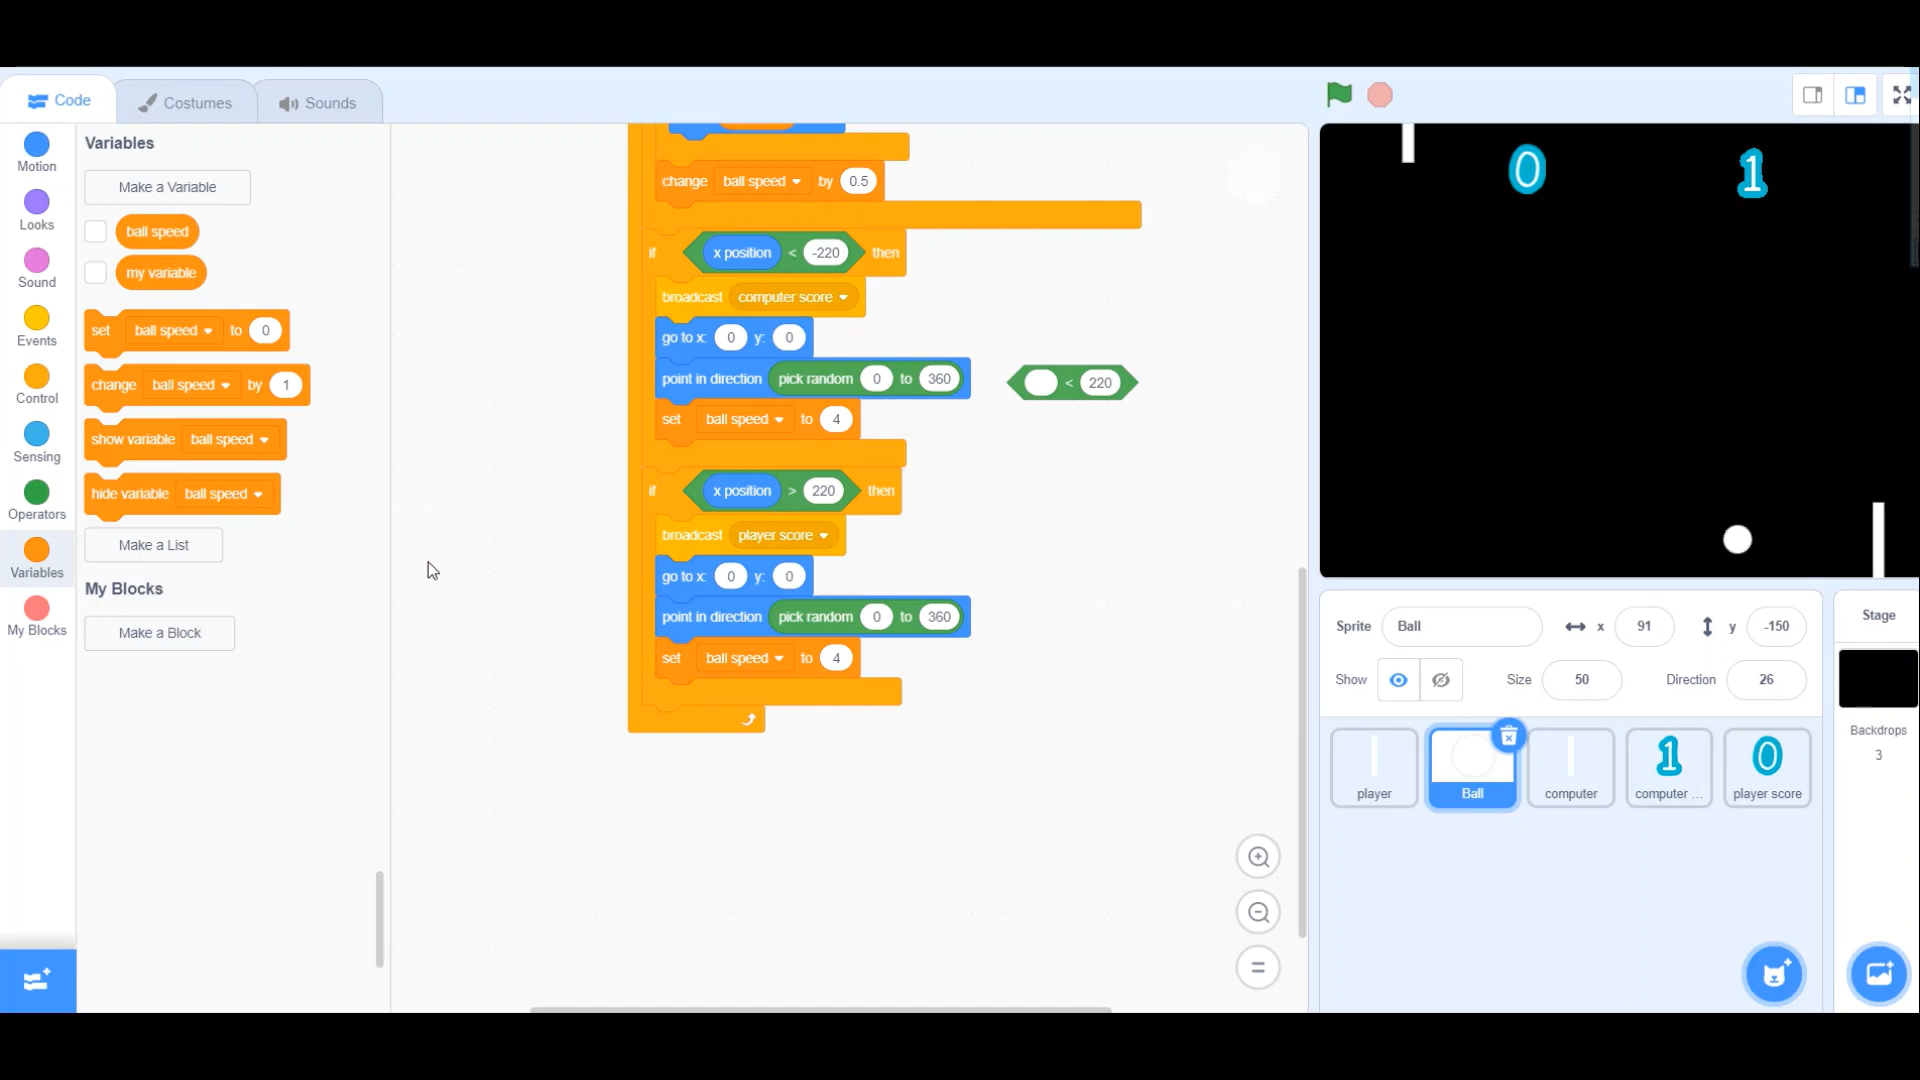 Code
Costumes
Sounds
Motion
Looks
Sound
Events
Control
Sensing
Operators
Variables
My Blocks
Variables
Make a Variable
ball speed
my variable
set ball speed to 0
change ball speed by 1
show variable ball speed
hide variable ball speed
Make a List
My Blocks
Make a Block
change ball speed by 0.5
if x position < -220 then
broadcast computer score
go to x: 0 y: 0
point in direction pick random 0 to 360
set ball speed to 4
< 220
if x position > 220 then
broadcast player score
go to x: 0 y: 0
point in direction pick random 0 to 360
set ball speed to 4
0 1
Sprite Ball x 91 y -150
Show Size 50 Direction 26
player
Ball
computer
1
computer ...
0
player score
Stage
Backdrops
3